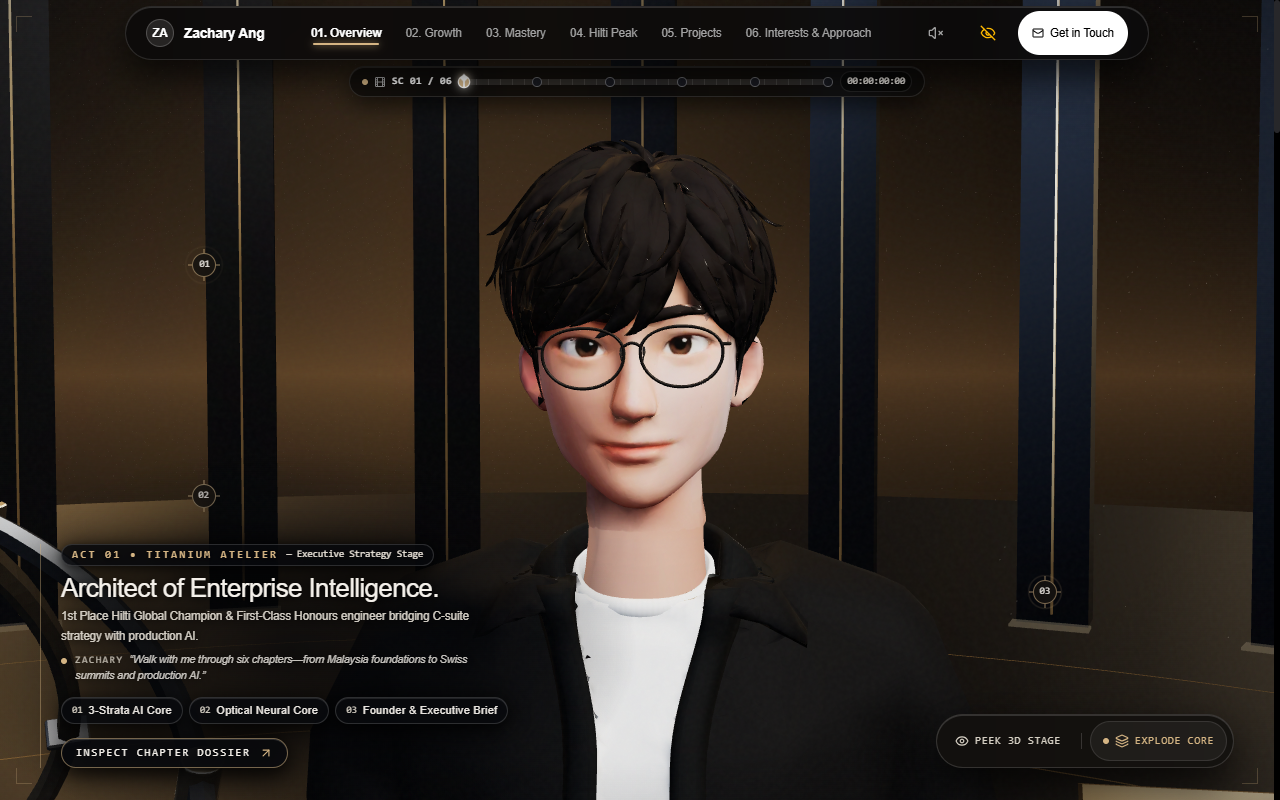 ZA Zachary Ang 01. Overview 02. Growth 03. Mastery 04. Hilti Peak 05. Projects 06. Interests & Approach Get in Touch
SC 01 / 06 00:00:00:00
01
02
03
ACT 01 • TITANIUM ATELIER — Executive Strategy Stage
Architect of Enterprise Intelligence.
1st Place Hilti Global Champion & First-Class Honours engineer bridging C-suite
strategy with production AI.
ZACHARY "Walk with me through six chapters—from Malaysia foundations to Swiss
summits and production AI."
01 3-Strata AI Core 02 Optical Neural Core 03 Founder & Executive Brief
INSPECT CHAPTER DOSSIER
PEEK 3D STAGE EXPLODE CORE